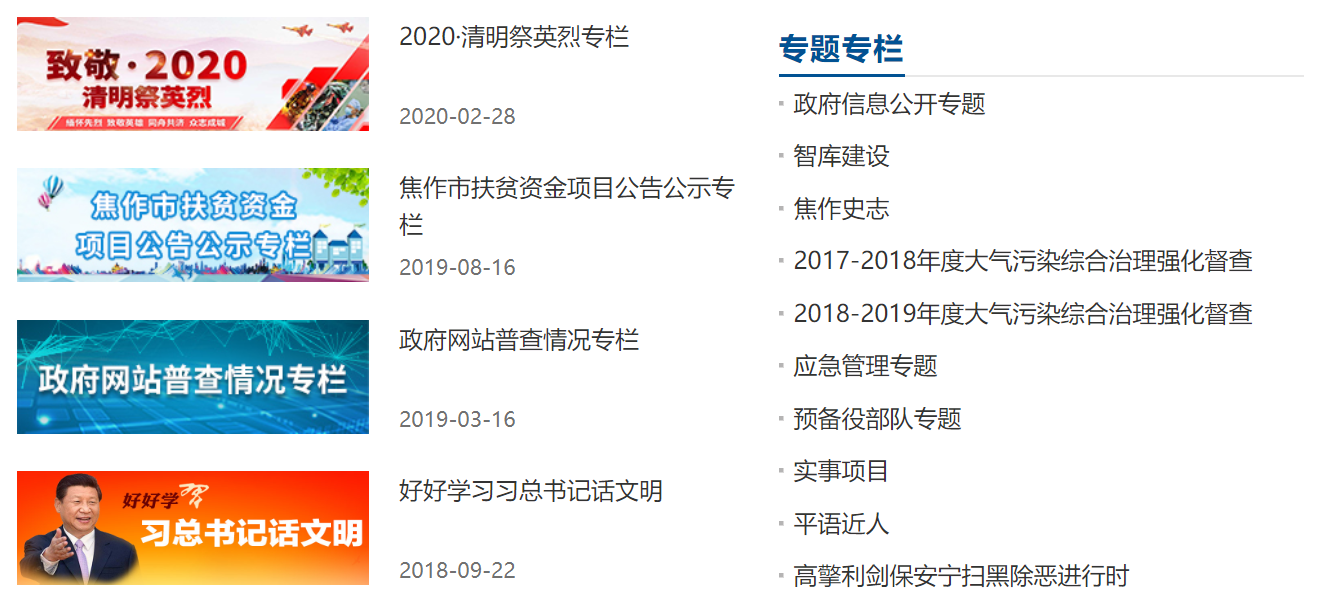 致敬·2020
清明祭英烈
缅怀先烈 致敬英雄 同舟共济 众志成城
2020·清明祭英烈专栏
2020-02-28
焦作市扶贫资金
项目公告公示专栏
焦作市扶贫资金项目公告公示专
栏
2019-08-16
政府网站普查情况专栏
政府网站普查情况专栏
2019-03-16
好好学习
习总书记话文明
好好学习习总书记话文明
2018-09-22
专题专栏
政府信息公开专题
智库建设
焦作史志
2017-2018年度大气污染综合治理强化督查
2018-2019年度大气污染综合治理强化督查
应急管理专题
预备役部队专题
实事项目
平语近人
高擎利剑保安宁扫黑除恶进行时